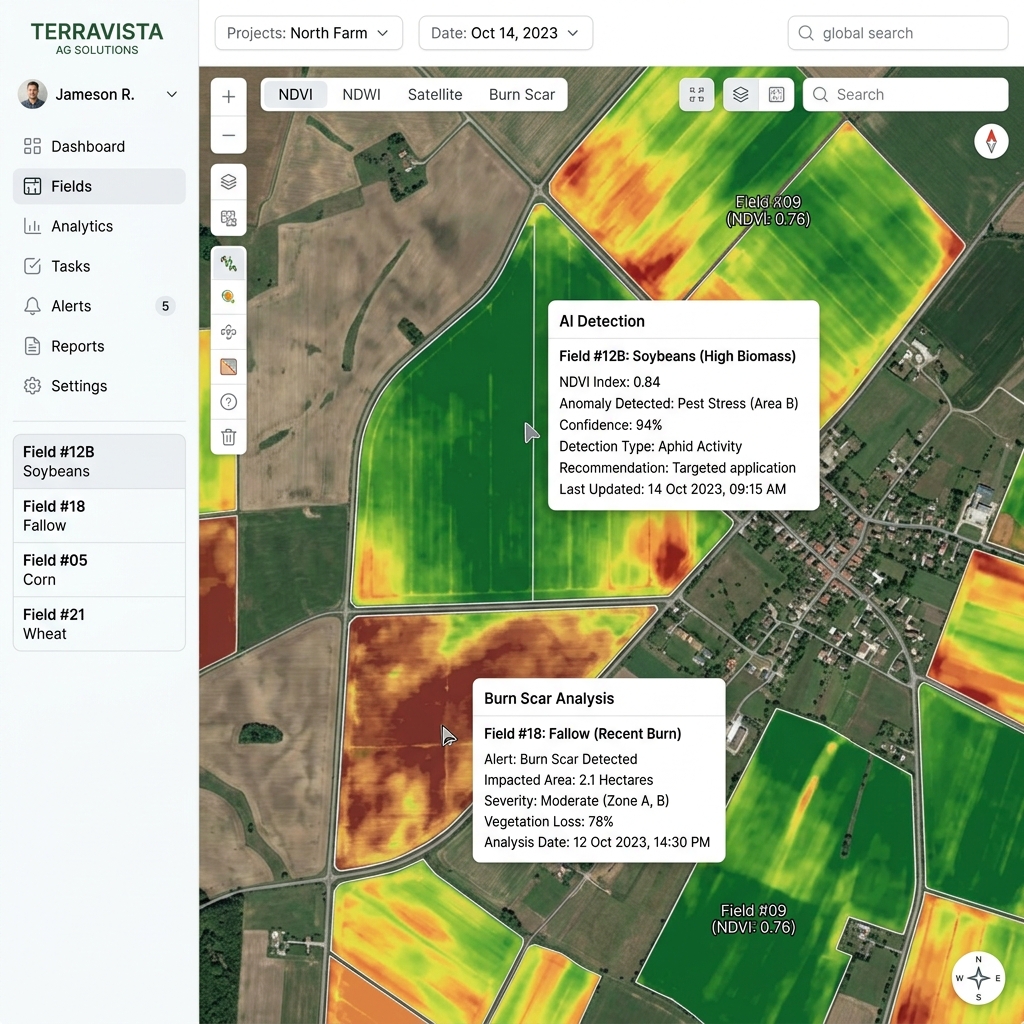 TERRAVISTA
AG SOLUTIONS
Jameson R.
Dashboard
Fields
Analytics
Tasks
Alerts 5
Reports
Settings
Field #12B
Soybeans
Field #18
Fallow
Field #05
Corn
Field #21
Wheat
Projects: North Farm
Date: Oct 14, 2023
global search
NDVI NDWI Satellite Burn Scar
Search
Field #09
(NDVI: 0.76)
AI Detection
Field #12B: Soybeans (High Biomass)
NDVI Index: 0.84
Anomaly Detected: Pest Stress (Area B)
Confidence: 94%
Detection Type: Aphid Activity
Recommendation: Targeted application
Last Updated: 14 Oct 2023, 09:15 AM
Burn Scar Analysis
Field #18: Fallow (Recent Burn)
Alert: Burn Scar Detected
Impacted Area: 2.1 Hectares
Severity: Moderate (Zone A, B)
Vegetation Loss: 78%
Analysis Date: 12 Oct 2023, 14:30 PM
Field #09
(NDVI: 0.76)
N
W E
S